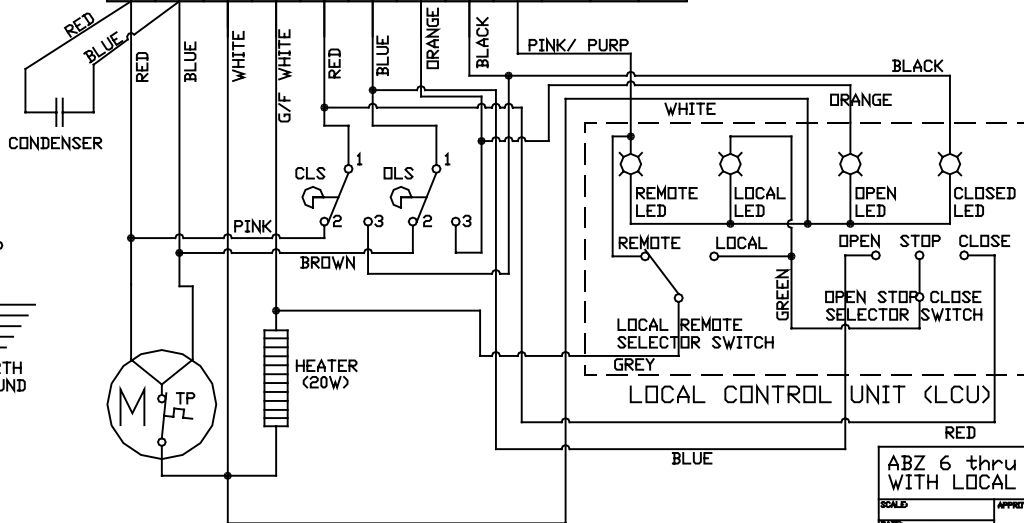 RED
BLUE
RED
BLUE
WHITE
G/F WHITE
RED
BLUE
ORANGE
BLACK
PINK/ PURP
BLACK
ORANGE
WHITE
CONDENSER
CLS
1
OLS
1
REMOTE
LED
LOCAL
LED
OPEN
LED
CLOSED
LED
PINK
2
3
2
3
BROWN
REMOTE
LOCAL
OPEN
STOP
CLOSE
GREEN
OPEN STOP CLOSE
SELECTOR SWITCH
LOCAL REMOTE
SELECTOR SWITCH
GREY
HEATER
(20W)
RTH
UND
M
TP
LOCAL CONTROL UNIT (LCU)
RED
BLUE
ABZ 6 thru
WITH LOCAL
SCALE: